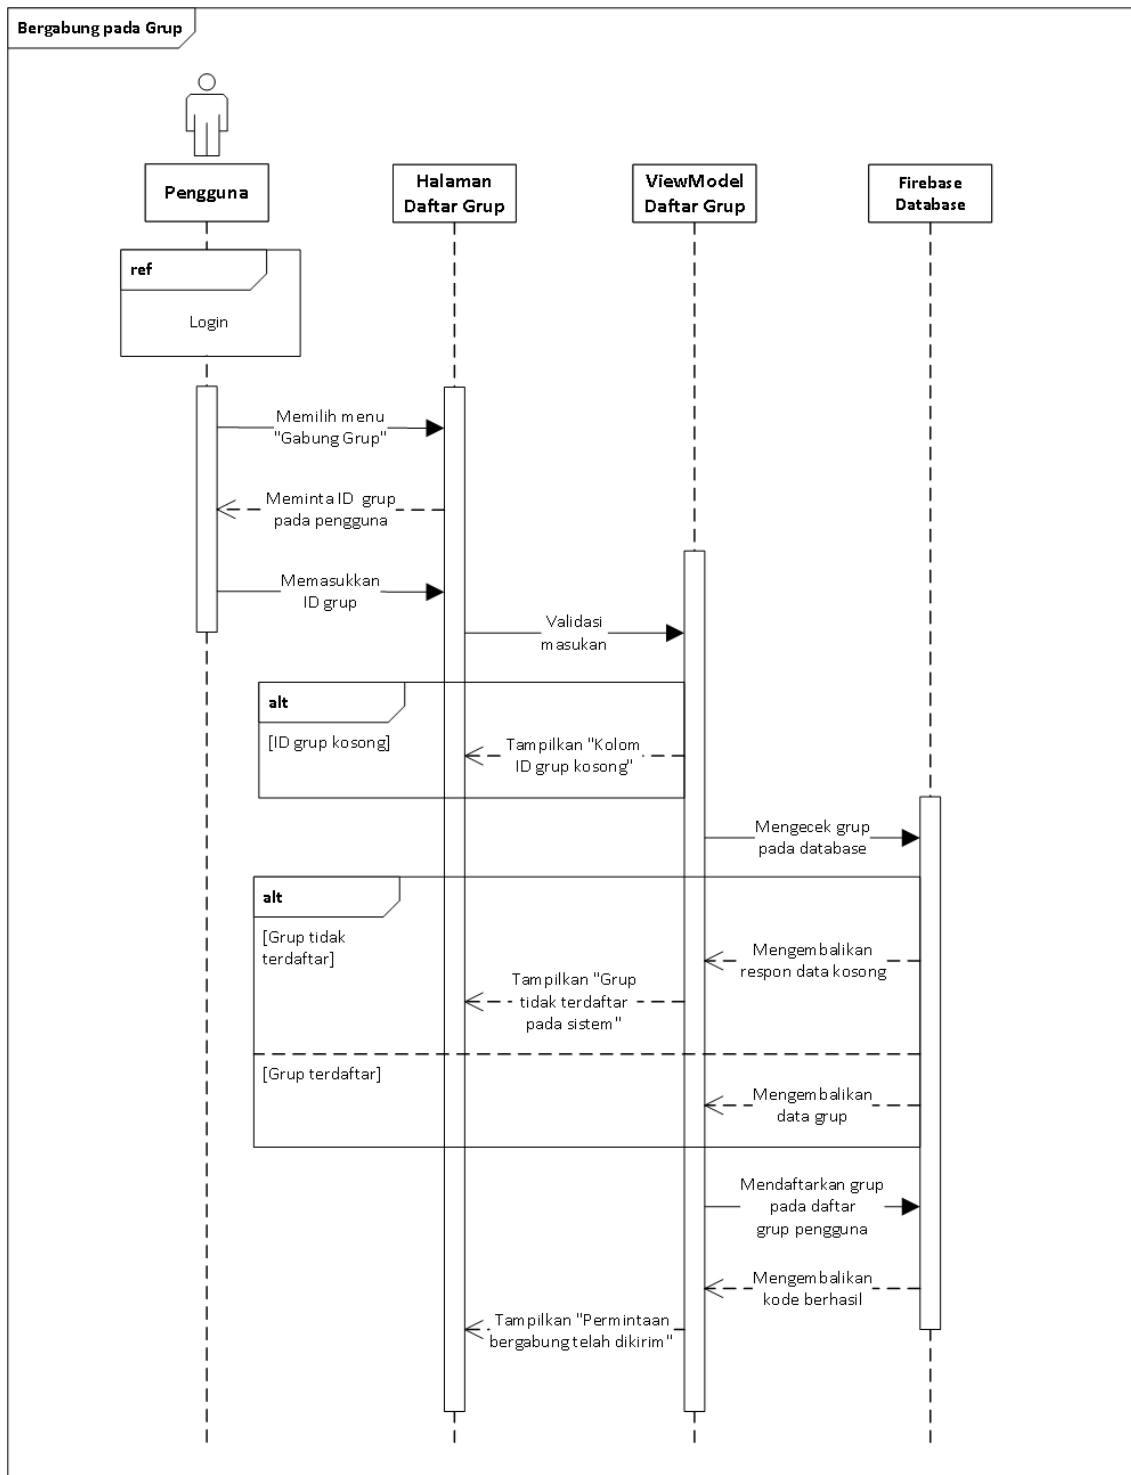 Bergabung pada Grup
Pengguna
Halaman
Daftar Grup
ViewModel
Daftar Grup
Firebase
Database
ref
Login
Memilih menu
"Gabung Grup"
Meminta ID grup
pada pengguna
Memasukkan
ID grup
Validasi
masukan
alt
[ID grup kosong]
Tampilkan "Kolom
ID grup kosong"
Mengecek grup
pada database
alt
[Grup tidak
terdaftar]
Mengembalikan
respon data kosong
Tampilkan "Grup
tidak terdaftar
pada sistem"
[Grup terdaftar]
Mengembalikan
data grup
Mendaftarkan grup
pada daftar
grup pengguna
Mengembalikan
kode berhasil
Tampilkan "Permintaan
bergabung telah dikirim"